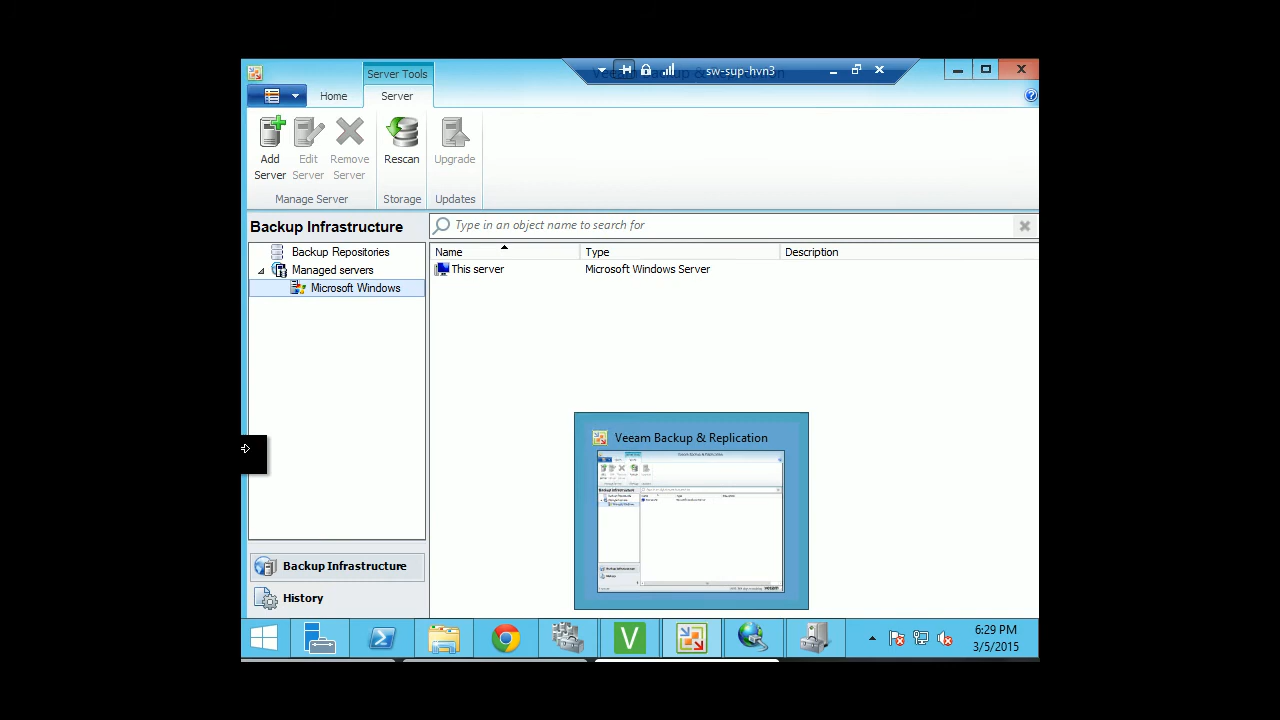 Server Tools
sw-sup-hvn3
Home
Server
Add
Server
Edit
Server
Remove
Server
Rescan
Upgrade
Manage Server
Storage
Updates
Backup Infrastructure
Type in an object name to search for
Name
Type
Description
Backup Repositories
Managed servers
Microsoft Windows
This server
Microsoft Windows Server
Veeam Backup & Replication
Backup Infrastructure
History
V
6:29 PM
3/5/2015